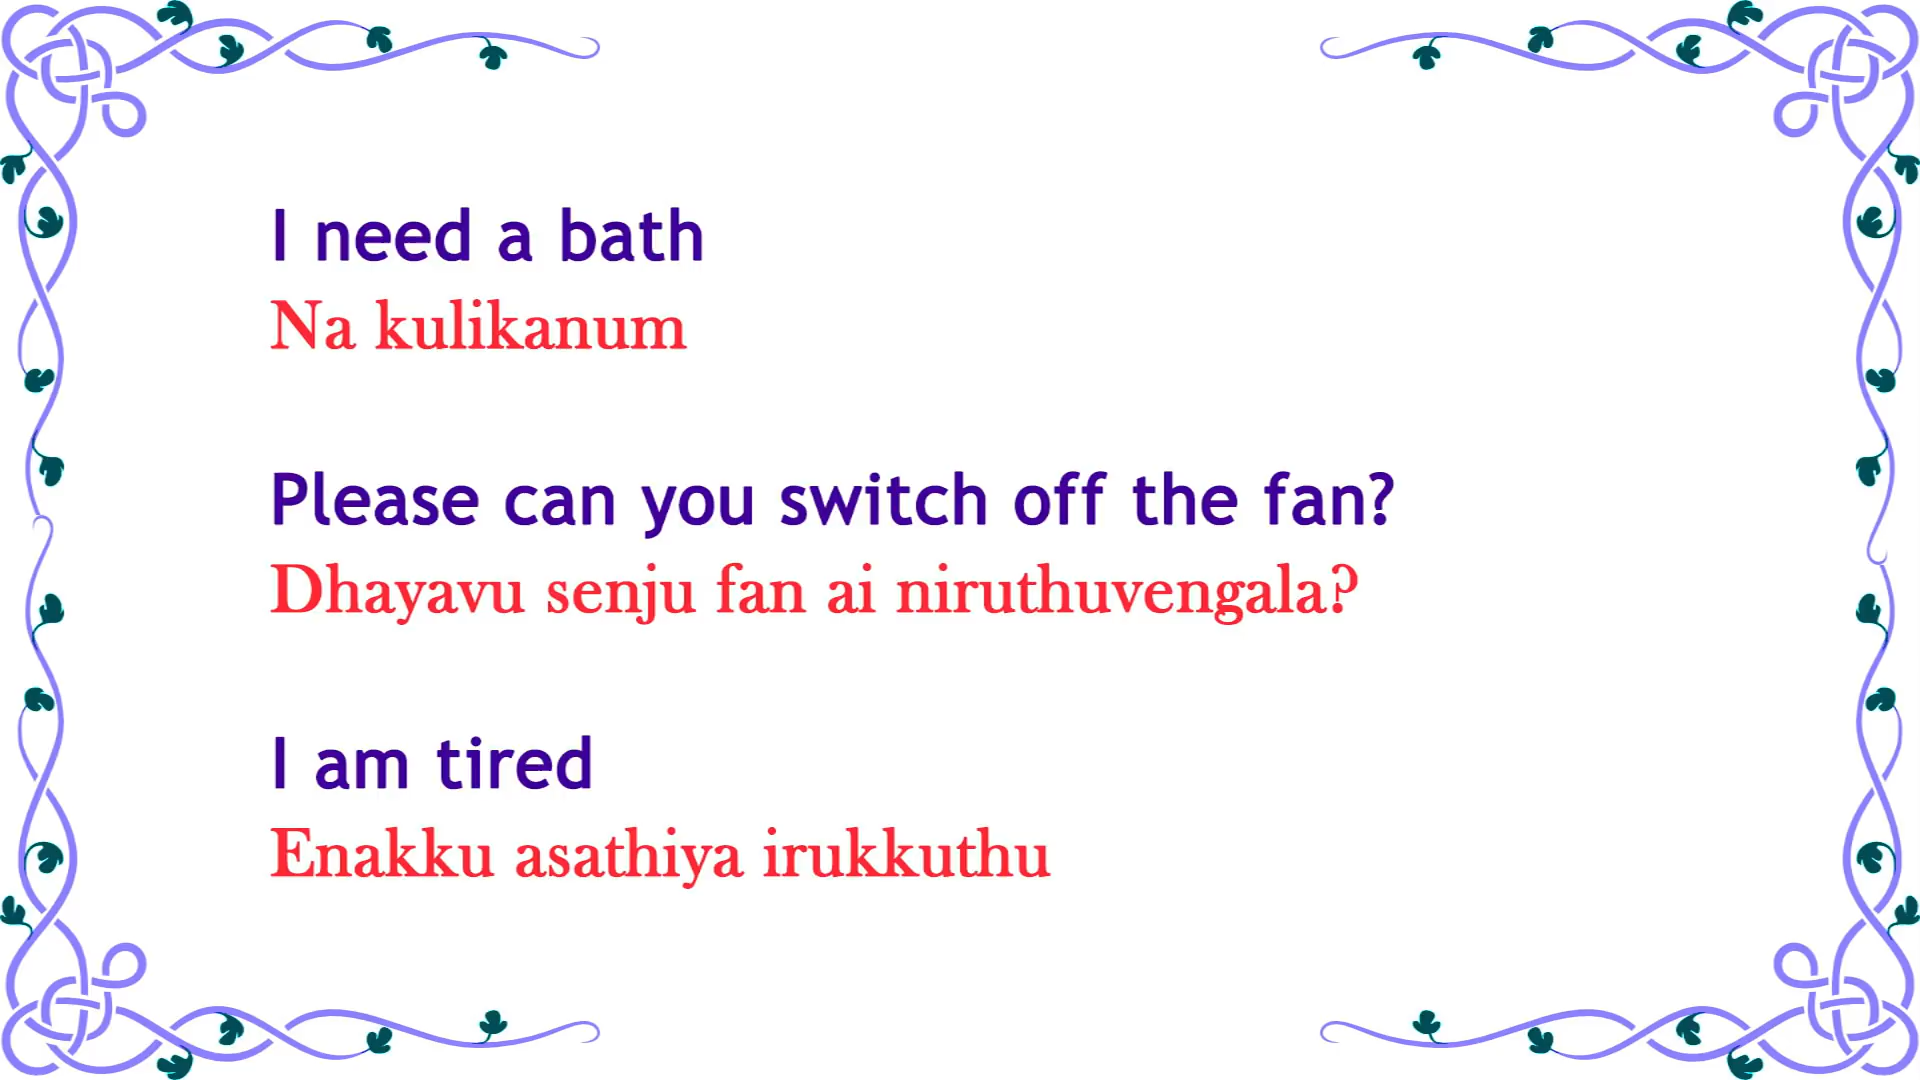 I need a bath
Na kulikanum
Please can you switch off the fan?
Dhayavu senju fan ai niruthuvengala?
I am tired
Enakku asathiya irukkuthu